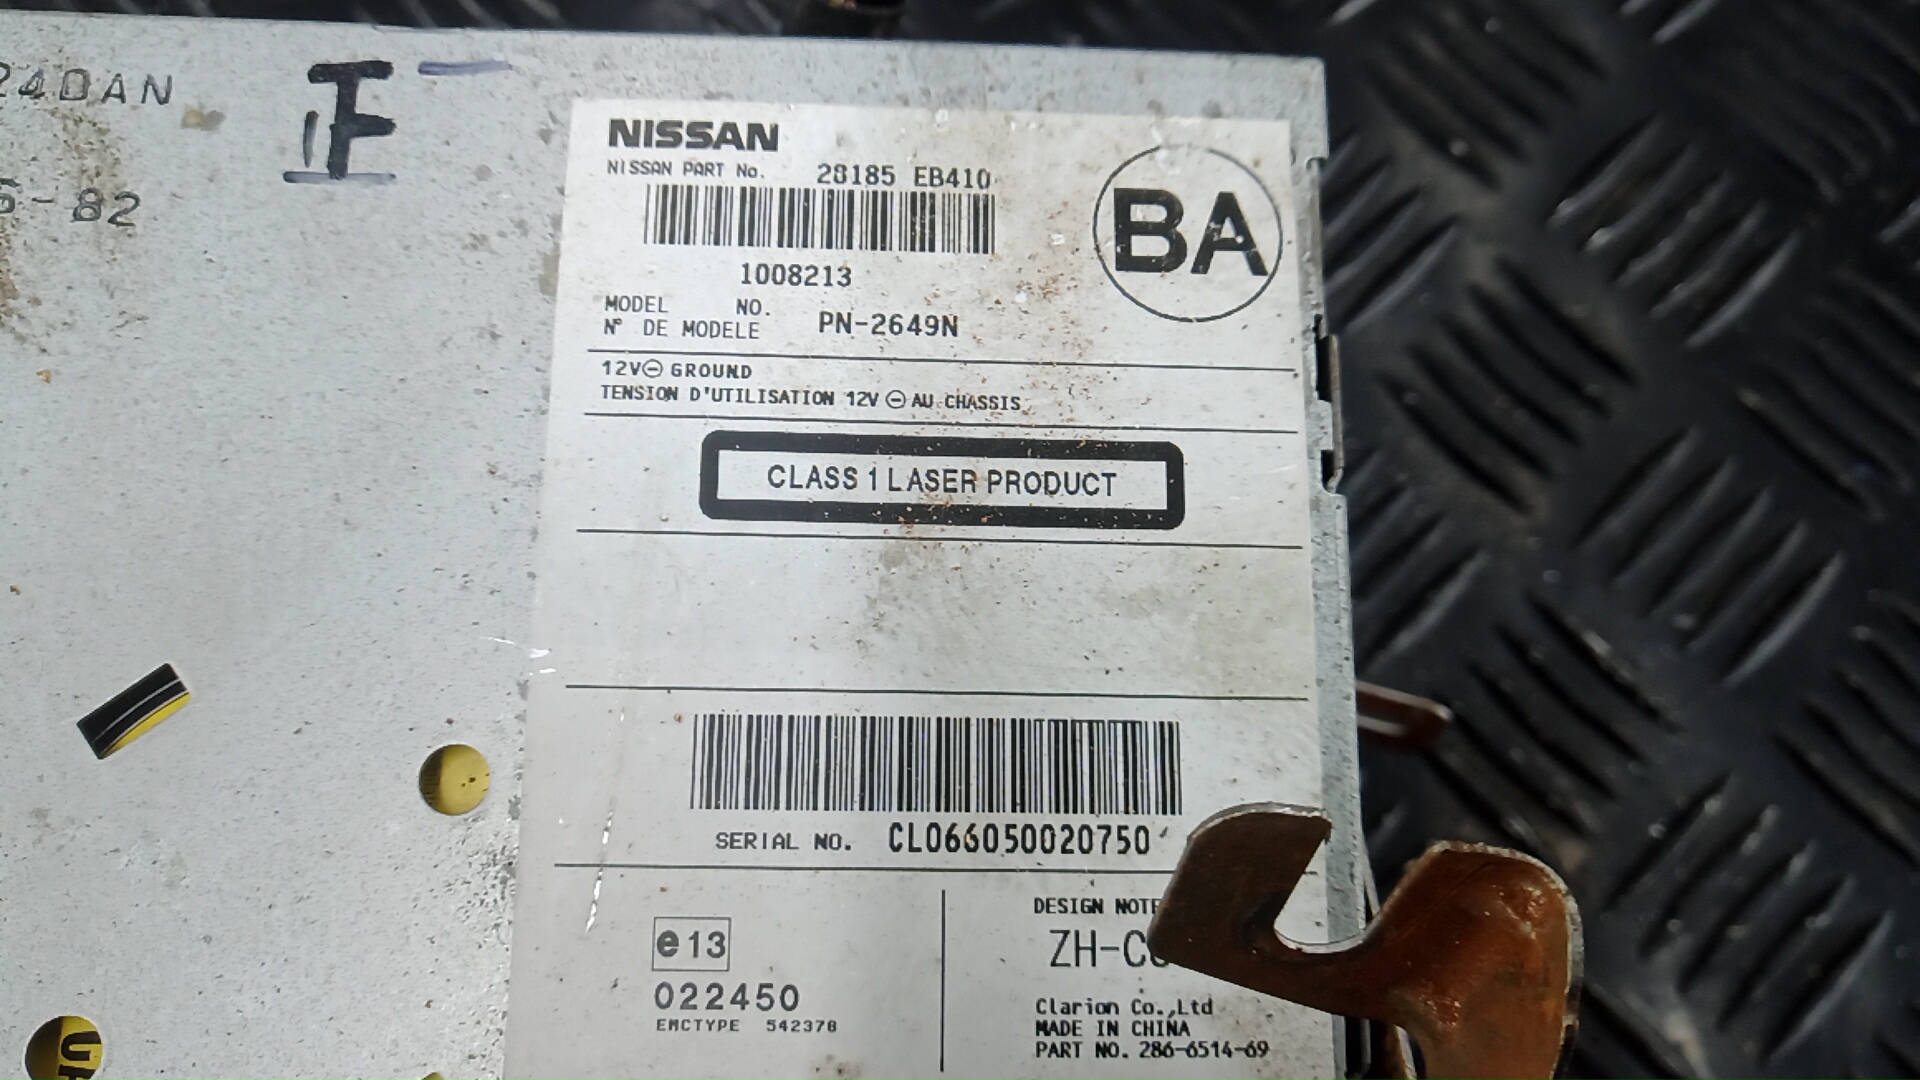 24DAN
6-82
NISSAN
NISSAN PART No. 28185 EB410
BA
1008213
MODEL NO.
N° DE MODELE PN-2649N
12V⊖ GROUND
TENSION D'UTILISATION 12V ⊖ AU CHASSIS
CLASS 1 LASER PRODUCT
SERIAL NO. CL066050020750
e13
022450
EMCTYPE 542378
DESIGN NOTE
ZH-C
Clarion Co.,Ltd
MADE IN CHINA
PART NO. 286-6514-69